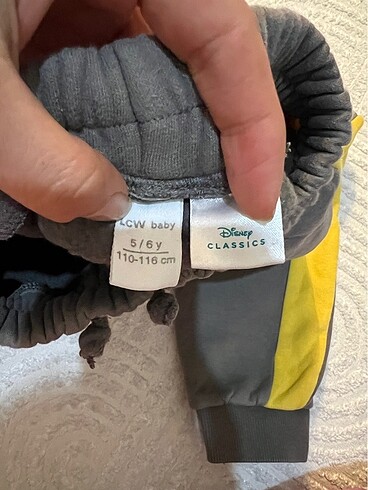 LCW baby
5/6 y
110-116 cm
Disney
CLASSICS